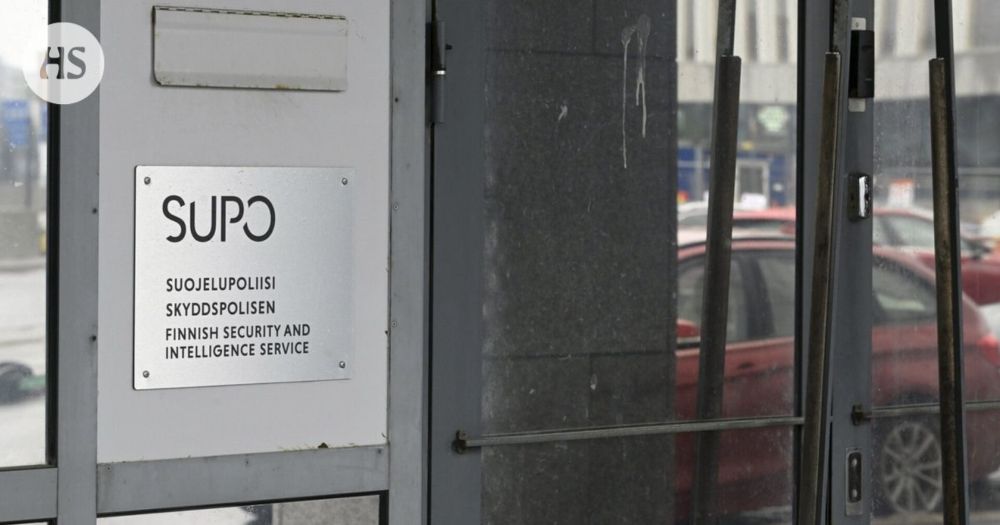 HS
SUPO
SUOJELUPOLIISI
SKYDDSPOLISEN
FINNISH SECURITY AND
INTELLIGENCE SERVICE